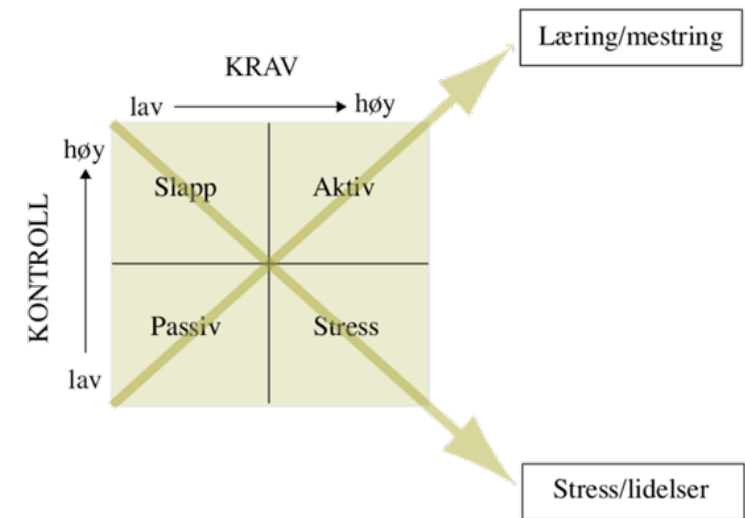 Læring/mestring
KRAV
lav høy
høy
Slapp Aktiv
KONTROLL
Passiv Stress
lav
Stress/lidelser